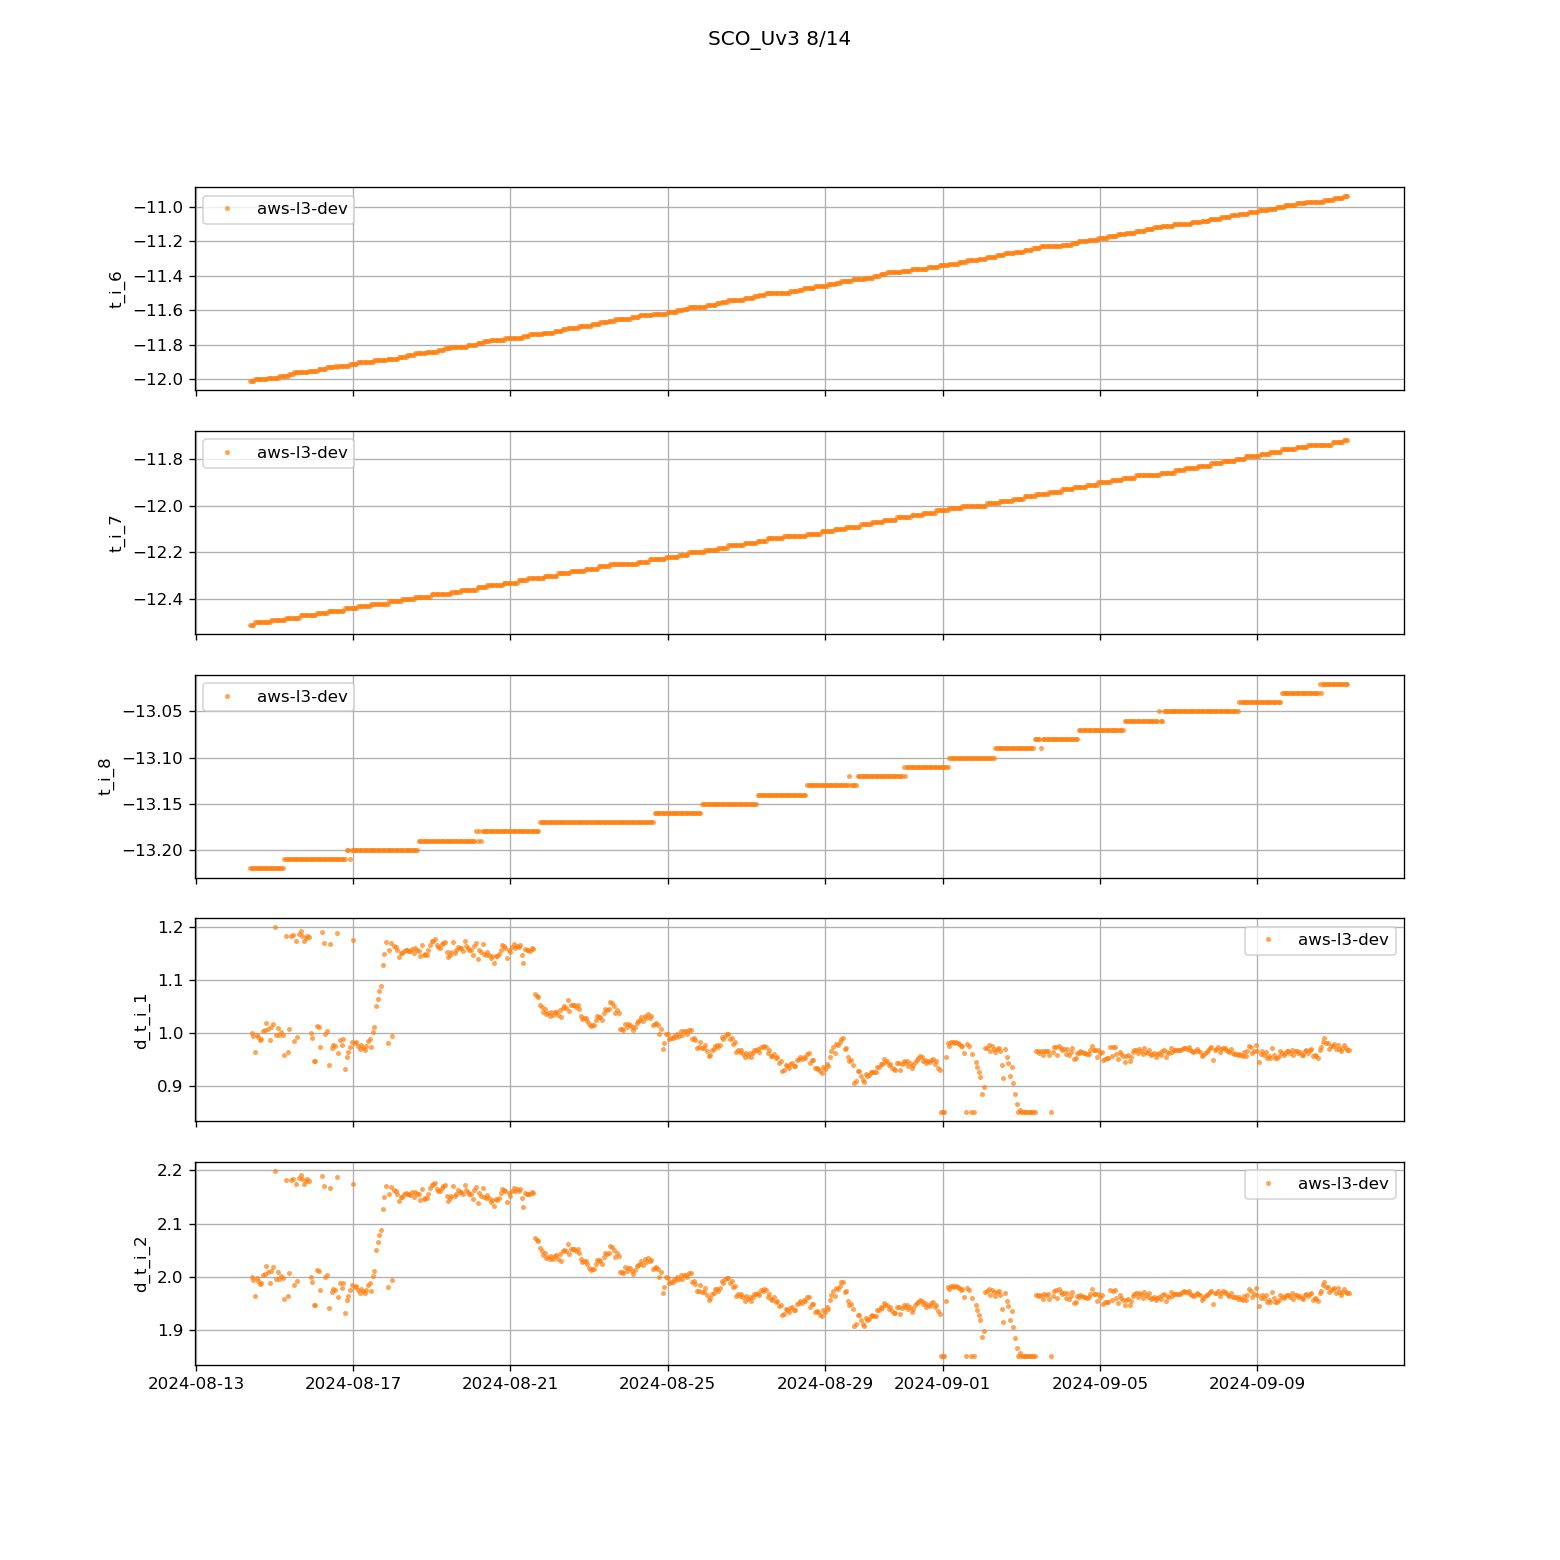 SCO_Uv3 8/14
t_i_6
−11.0
−11.2
−11.4
−11.6
−11.8
−12.0
aws-l3-dev
t_i_7
−11.8
−12.0
−12.2
−12.4
aws-l3-dev
t_i_8
−13.05
−13.10
−13.15
−13.20
aws-l3-dev
d_t_i_1
1.2
1.1
1.0
0.9
aws-l3-dev
d_t_i_2
2.2
2.1
2.0
1.9
aws-l3-dev
2024-08-13
2024-08-17
2024-08-21
2024-08-25
2024-08-29
2024-09-01
2024-09-05
2024-09-09